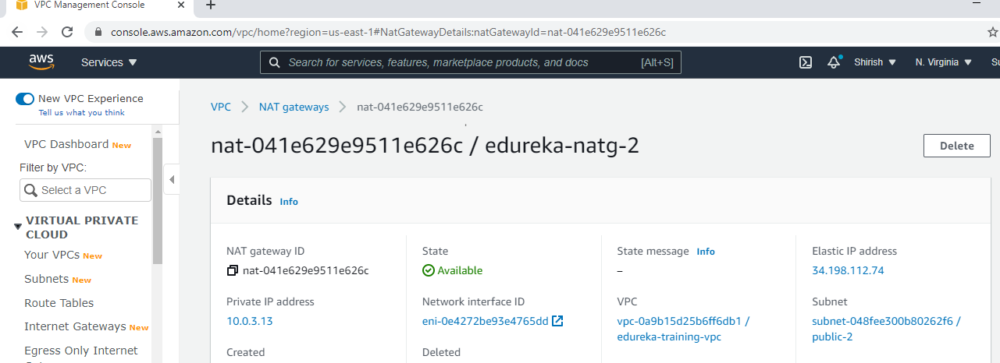 VPC Management Console
console.aws.amazon.com/vpc/home?region=us-east-1#NatGatewayDetails:natGatewayId=nat-041e629e9511e626c
aws Services Search for services, features, marketplace products, and docs [Alt+S] Shirish N. Virginia Su
New VPC Experience
Tell us what you think
VPC Dashboard New
Filter by VPC:
Select a VPC
VIRTUAL PRIVATE
CLOUD
Your VPCs New
Subnets New
Route Tables
Internet Gateways New
Egress Only Internet
VPC > NAT gateways > nat-041e629e9511e626c
nat-041e629e9511e626c / edureka-natg-2
Delete
Details Info
NAT gateway ID
nat-041e629e9511e626c
State
Available
State message Info
–
Elastic IP address
34.198.112.74
Private IP address
10.0.3.13
Network interface ID
eni-0e4272be93e4765dd
VPC
vpc-0a9b15d25b6ff6db1 /
edureka-training-vpc
Subnet
subnet-048fee300b80262f6 /
public-2
Created
Deleted